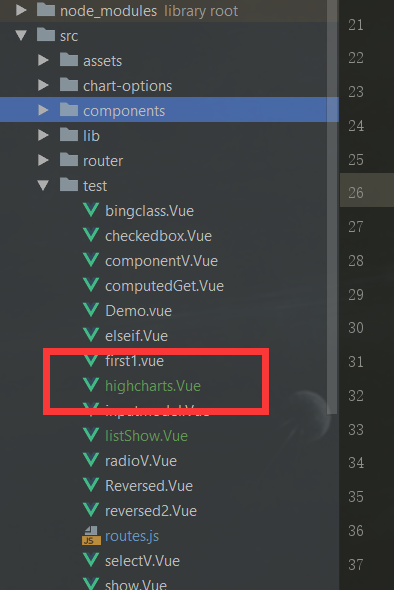 node_modules library root
src
assets
chart-options
components
lib
router
test
bingclass.Vue
checkedbox.Vue
componentV.Vue
computedGet.Vue
Demo.vue
elseif.Vue
first1.vue
highcharts.Vue
inputmodel.Vue
listShow.Vue
radioV.Vue
Reversed.Vue
reversed2.Vue
JS routes.js
selectV.Vue
show.Vue
21
22
23
24
25
26
27
28
29
30
31
32
33
34
35
36
37